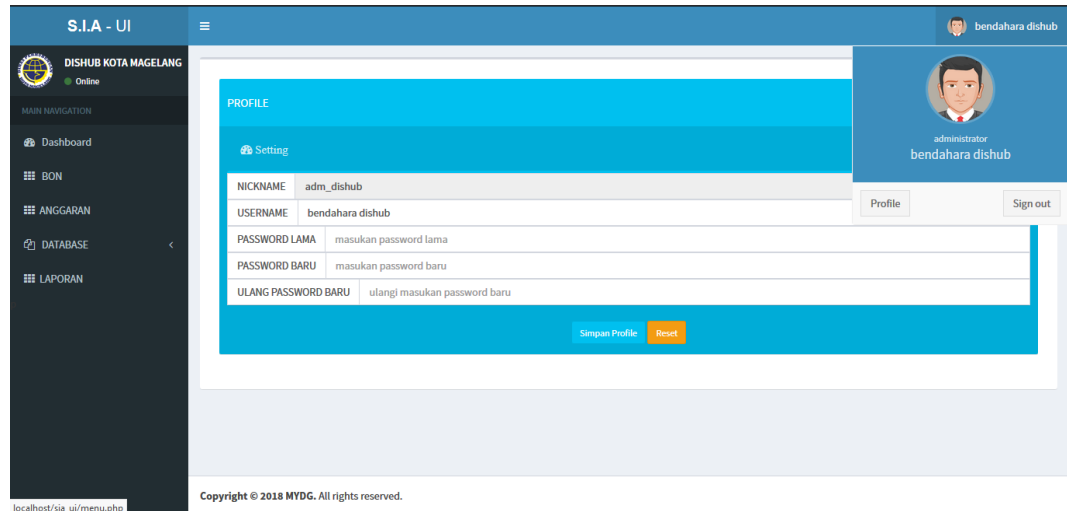 S.I.A - UI
bendahara dishub
DISHUB KOTA MAGELANG
Online
MAIN NAVIGATION
Dashboard
BON
ANGGARAN
DATABASE
LAPORAN
PROFILE
Setting
NICKNAME adm_dishub
USERNAME bendahara dishub
PASSWORD LAMA masukan password lama
PASSWORD BARU masukan password baru
ULANG PASSWORD BARU ulangi masukan password baru
Simpan Profile Reset
administrator
bendahara dishub
Profile Sign out
Copyright © 2018 MYDG. All rights reserved.
localhost/sia_ui/menu.php